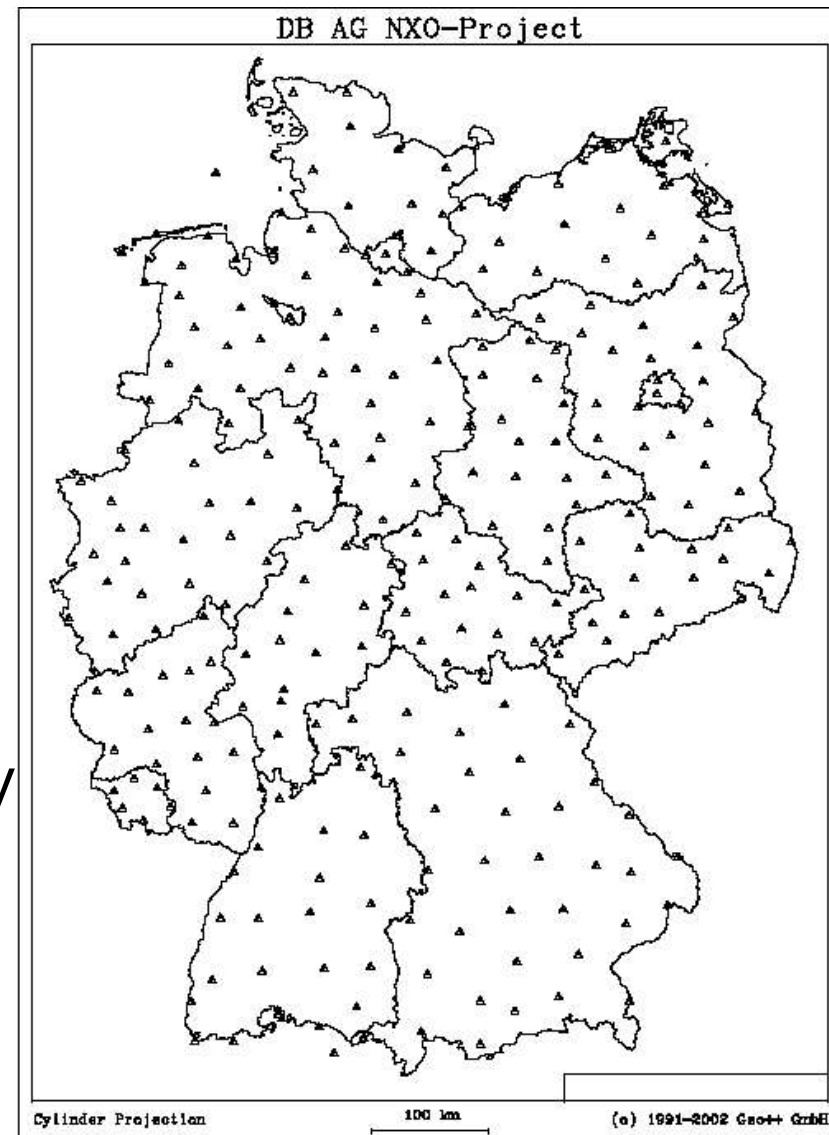 DB AG NXO-Project
y
Cylinder Projection
100 km
(c) 1991-2002 Geo++ GmbH